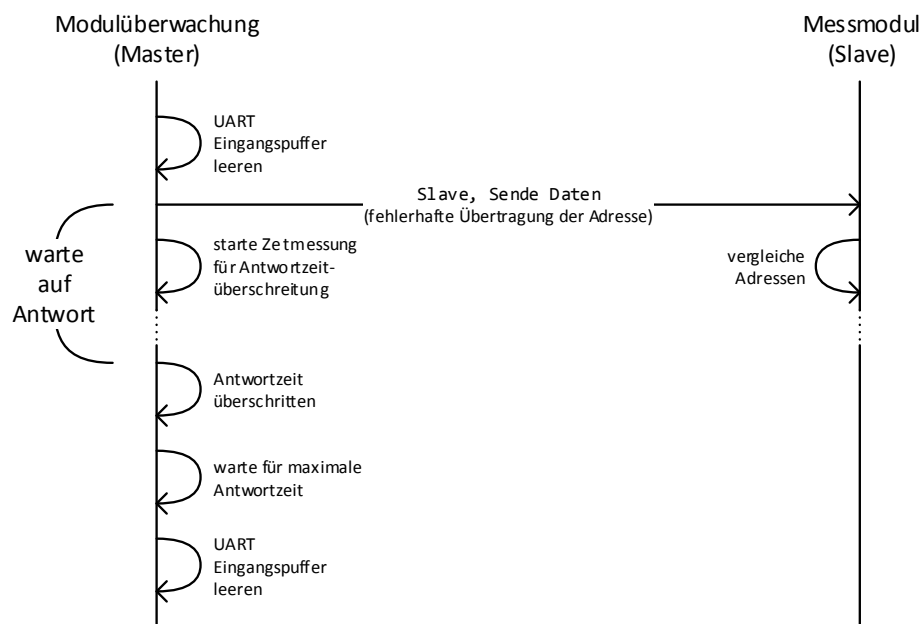 Modulüberwachung
(Master)
Messmodul
(Slave)
UART
Eingangspuffer
leeren
Slave, Sende Daten
(fehlerhafte Übertragung der Adresse)
warte
auf
Antwort
starte Zetmessung
für Antwortzeit-
überschreitung
vergleiche
Adressen
Antwortzeit
überschritten
warte für maximale
Antwortzeit
UART
Eingangspuffer
leeren